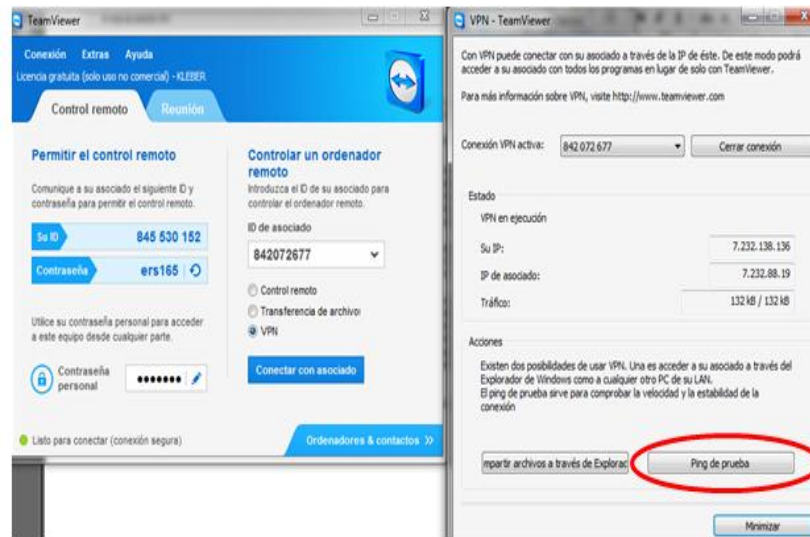 TeamViewer
Conexión Extras Ayuda
Licencia gratuita (solo uso no comercial) - KLEBER
Control remoto
Reunión
Permitir el control remoto
Comunique a su asociado el siguiente ID y
contraseña para permitir el control remoto.
Su ID 845 530 152
Contraseña ers165
Utilice su contraseña personal para acceder
a este equipo desde cualquier parte.
Contraseña
personal
Listo para conectar (conexión segura)
Controlar un ordenador
remoto
Introduzca el ID de su asociado para
controlar el ordenador remoto.
ID de asociado
842072677
Control remoto
Transferencia de archivo
VPN
Conectar con asociado
Ordenadores & contactos
VPN - TeamViewer
Con VPN puede conectar con su asociado a través de la IP de éste. De este modo podrá
acceder a su asociado con todos los programas en lugar de solo con TeamViewer.
Para más información sobre VPN, visite http://www.teamviewer.com
Conexión VPN activa: 842 072 677 Cerrar conexión
Estado
VPN en ejecución
Su IP: 7.232.138.136
IP de asociado: 7.232.88.19
Tráfico: 132 kB / 132 kB
Acciones
Existen dos posibilidades de usar VPN. Una es acceder a su asociado a través del
Explorador de Windows como a cualquier otro PC de su LAN.
El ping de prueba sirve para comprobar la velocidad y la estabilidad de la
conexión
mpartir archivos a través de Explorac Ping de prueba
Minimizar